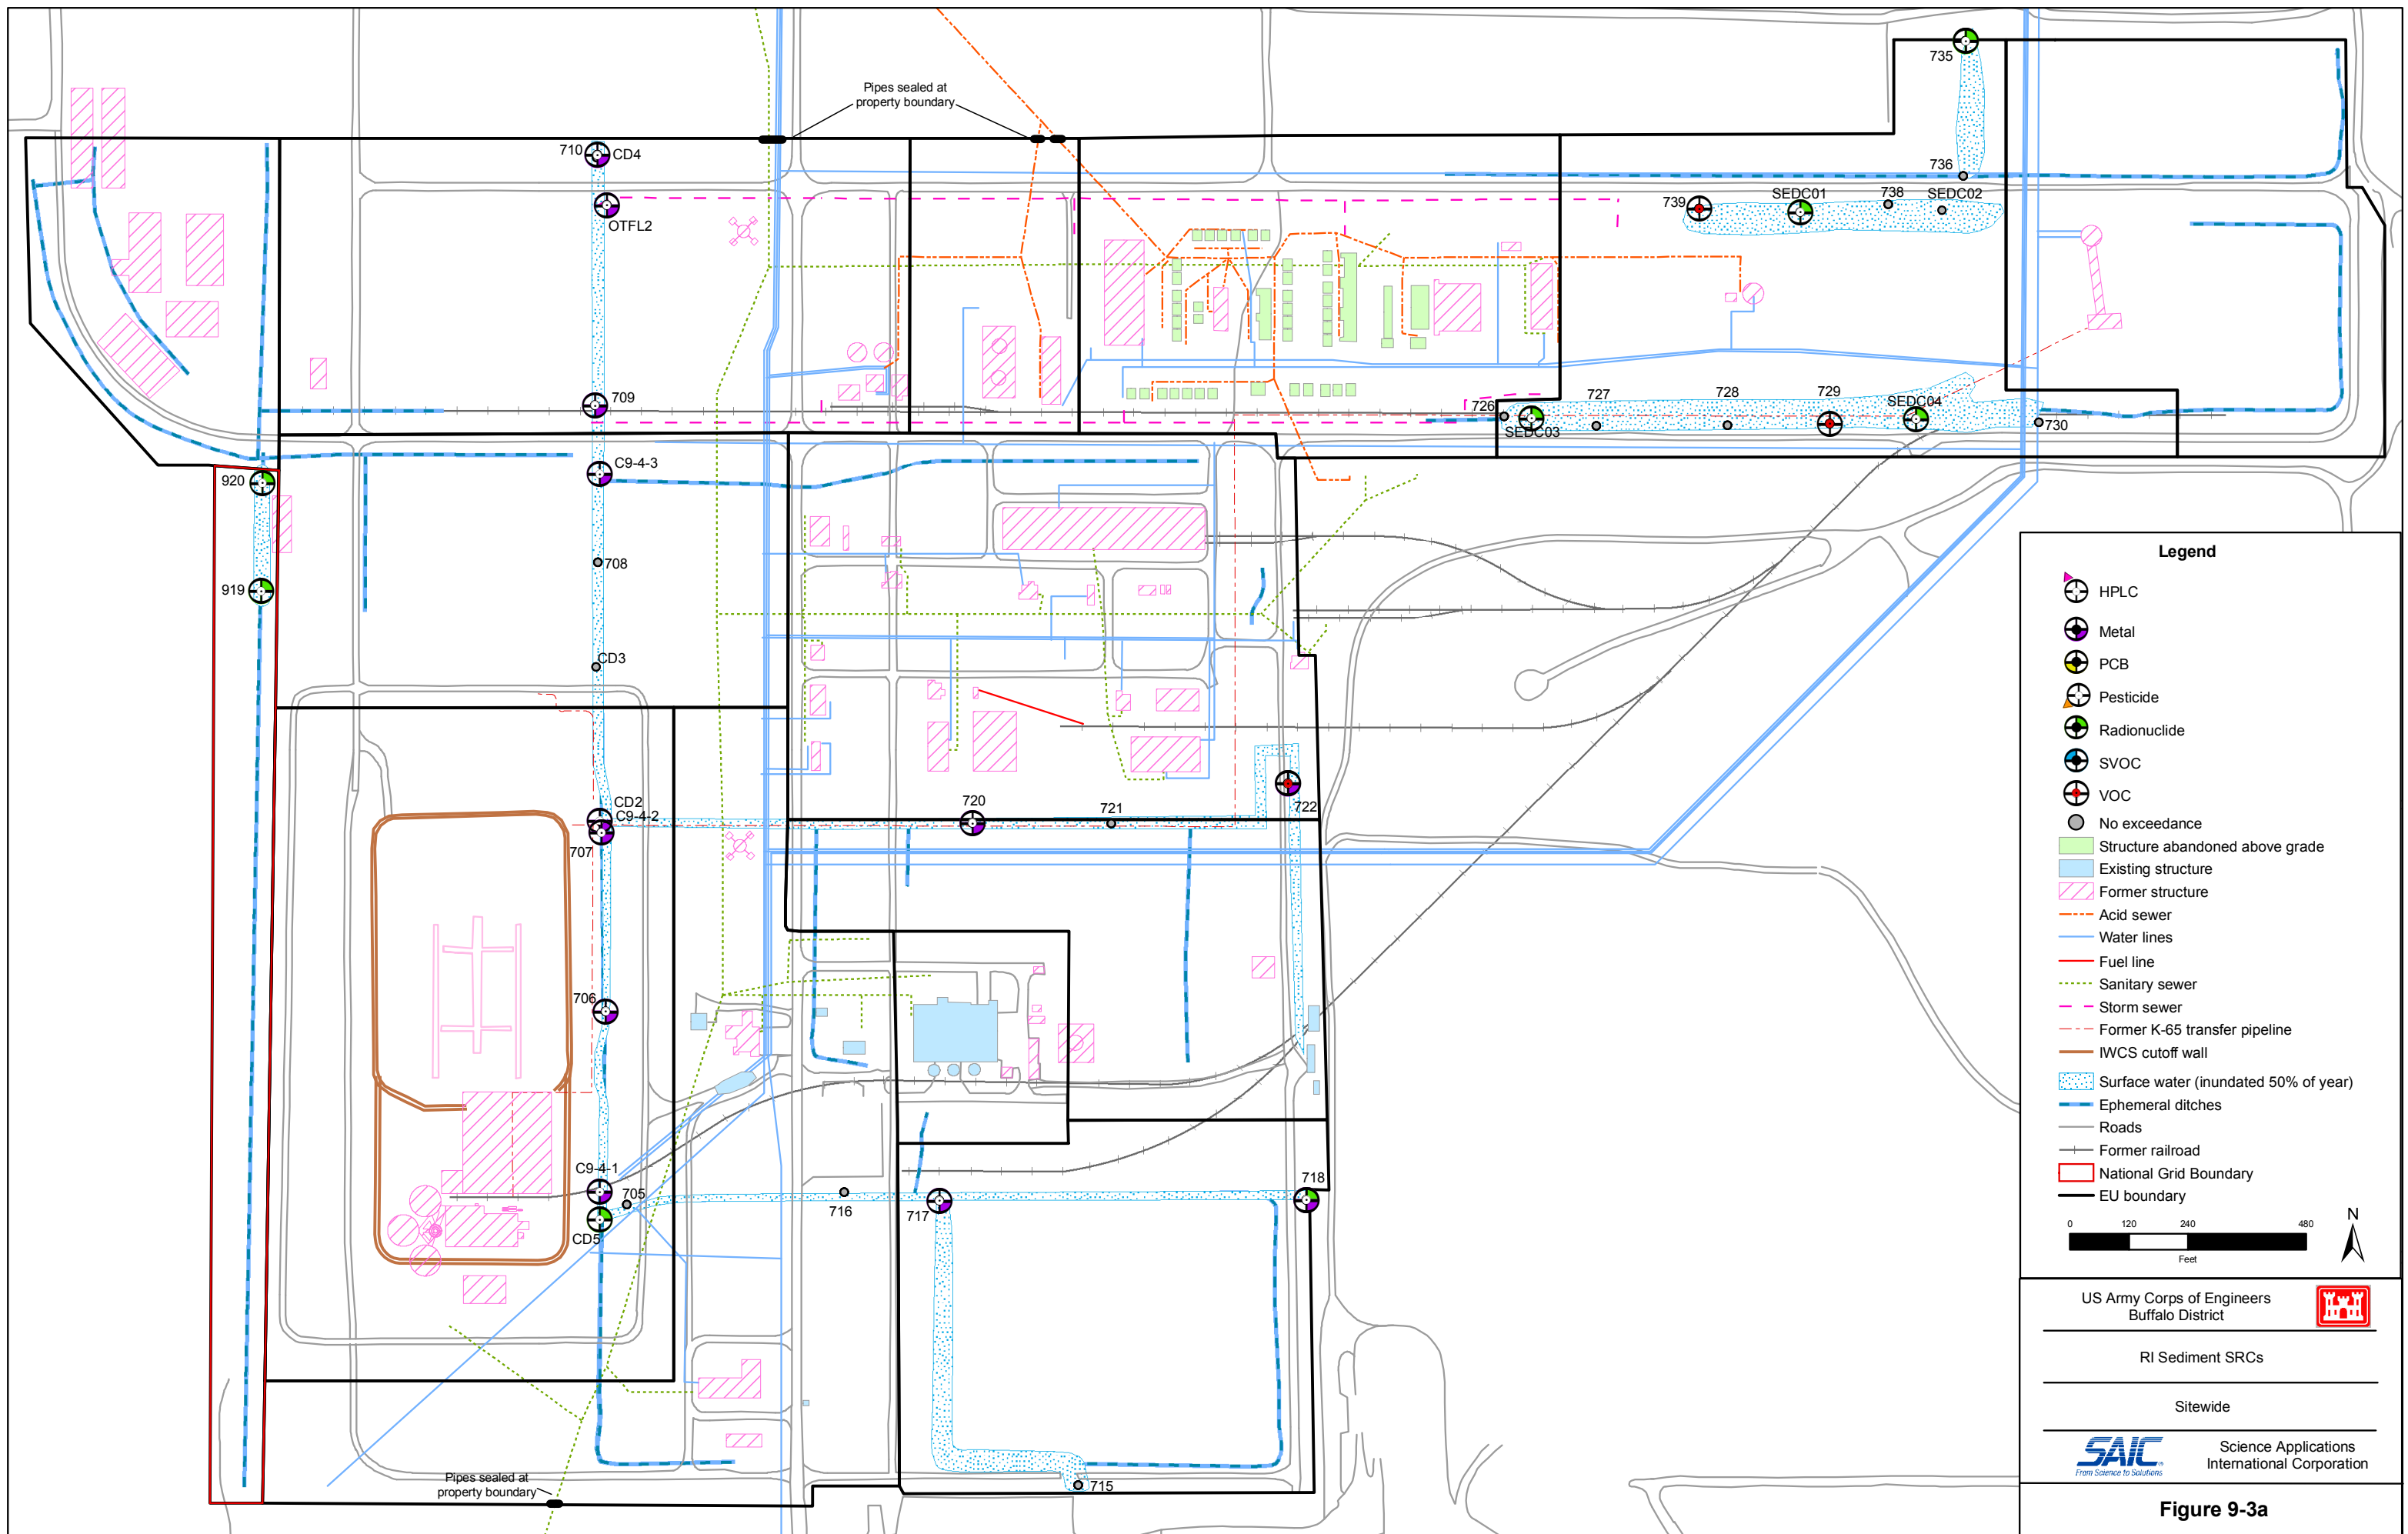 735
Pipes sealed at
property boundary
710
CD4
736
OTFL2
739
SEDC01
738
SEDC02
709
726
SEDC03
727
728
729
SEDC04
730
C9-4-3
920
708
919
CD3
CD2
C9-4-2
707
720
721
722
706
C9-4-1
705
CD5
716
717
718
715
Pipes sealed at
property boundary
Legend
HPLC
Metal
PCB
Pesticide
Radionuclide
SVOC
VOC
No exceedance
Structure abandoned above grade
Existing structure
Former structure
Acid sewer
Water lines
Fuel line
Sanitary sewer
Storm sewer
Former K-65 transfer pipeline
IWCS cutoff wall
Surface water (inundated 50% of year)
Ephemeral ditches
Roads
Former railroad
National Grid Boundary
EU boundary
0 120 240 480
Feet
N
US Army Corps of Engineers
Buffalo District
RI Sediment SRCs
Sitewide
SAIC
From Science to Solutions
Science Applications
International Corporation
Figure 9-3a